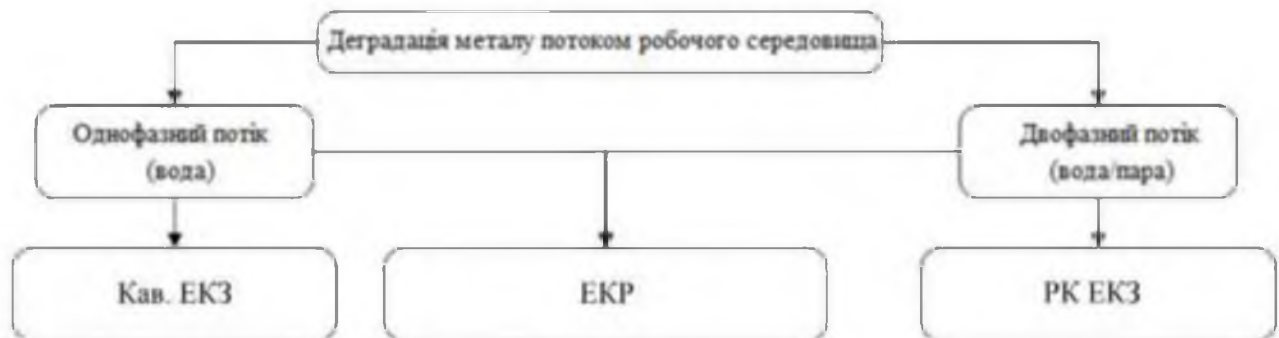 Деградація металу потоком робочого середовища
Однофазний потік
(вода)
Двофазний потік
(вода/пара)
Кав. ЕКЗ
ЕКР
РК ЕКЗ